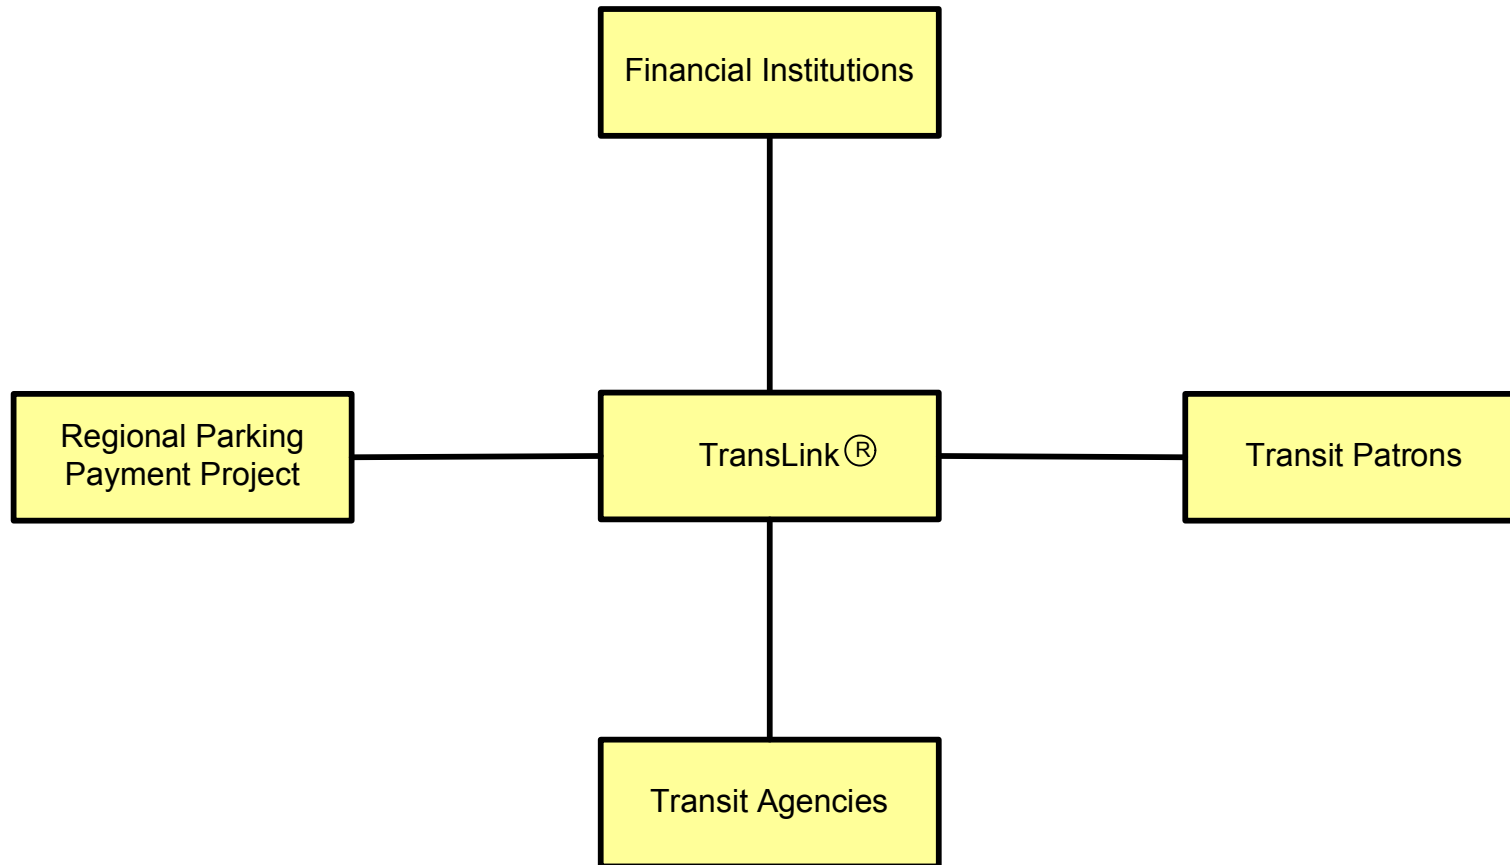 Financial Institutions
Regional Parking
Payment Project
TransLink®
Transit Patrons
Transit Agencies